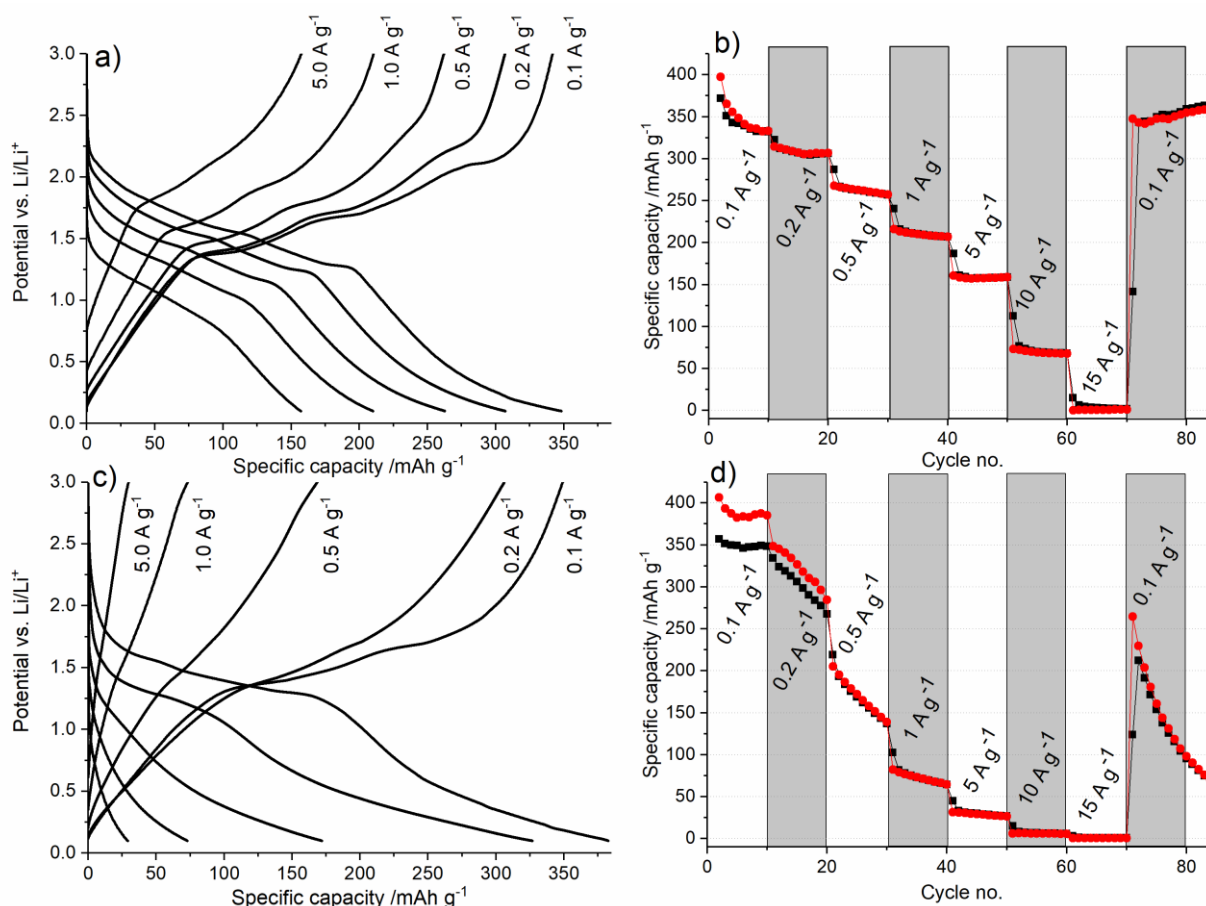 a)
5.0 A g⁻¹
1.0 A g⁻¹
0.5 A g⁻¹
0.2 A g⁻¹
0.1 A g⁻¹
3.0
2.5
2.0
1.5
1.0
0.5
0.0
Potential vs. Li/Li⁺
0 50 100 150 200 250 300 350
Specific capacity /mAh g⁻¹
b)
400
350
300
250
200
150
100
50
0
Specific capacity /mAh g⁻¹
0.1 A g⁻¹
0.2 A g⁻¹
0.5 A g⁻¹
1 A g⁻¹
5 A g⁻¹
10 A g⁻¹
15 A g⁻¹
0.1 A g⁻¹
0 20 40 60 80
Cycle no.
c)
5.0 A g⁻¹
1.0 A g⁻¹
0.5 A g⁻¹
0.2 A g⁻¹
0.1 A g⁻¹
3.0
2.5
2.0
1.5
1.0
0.5
0.0
Potential vs. Li/Li⁺
0 50 100 150 200 250 300 350
Specific capacity /mAh g⁻¹
d)
400
350
300
250
200
150
100
50
0
Specific capacity /mAh g⁻¹
0.1 A g⁻¹
0.2 A g⁻¹
0.5 A g⁻¹
1 A g⁻¹
5 A g⁻¹
10 A g⁻¹
15 A g⁻¹
0.1 A g⁻¹
0 20 40 60 80
Cycle no.